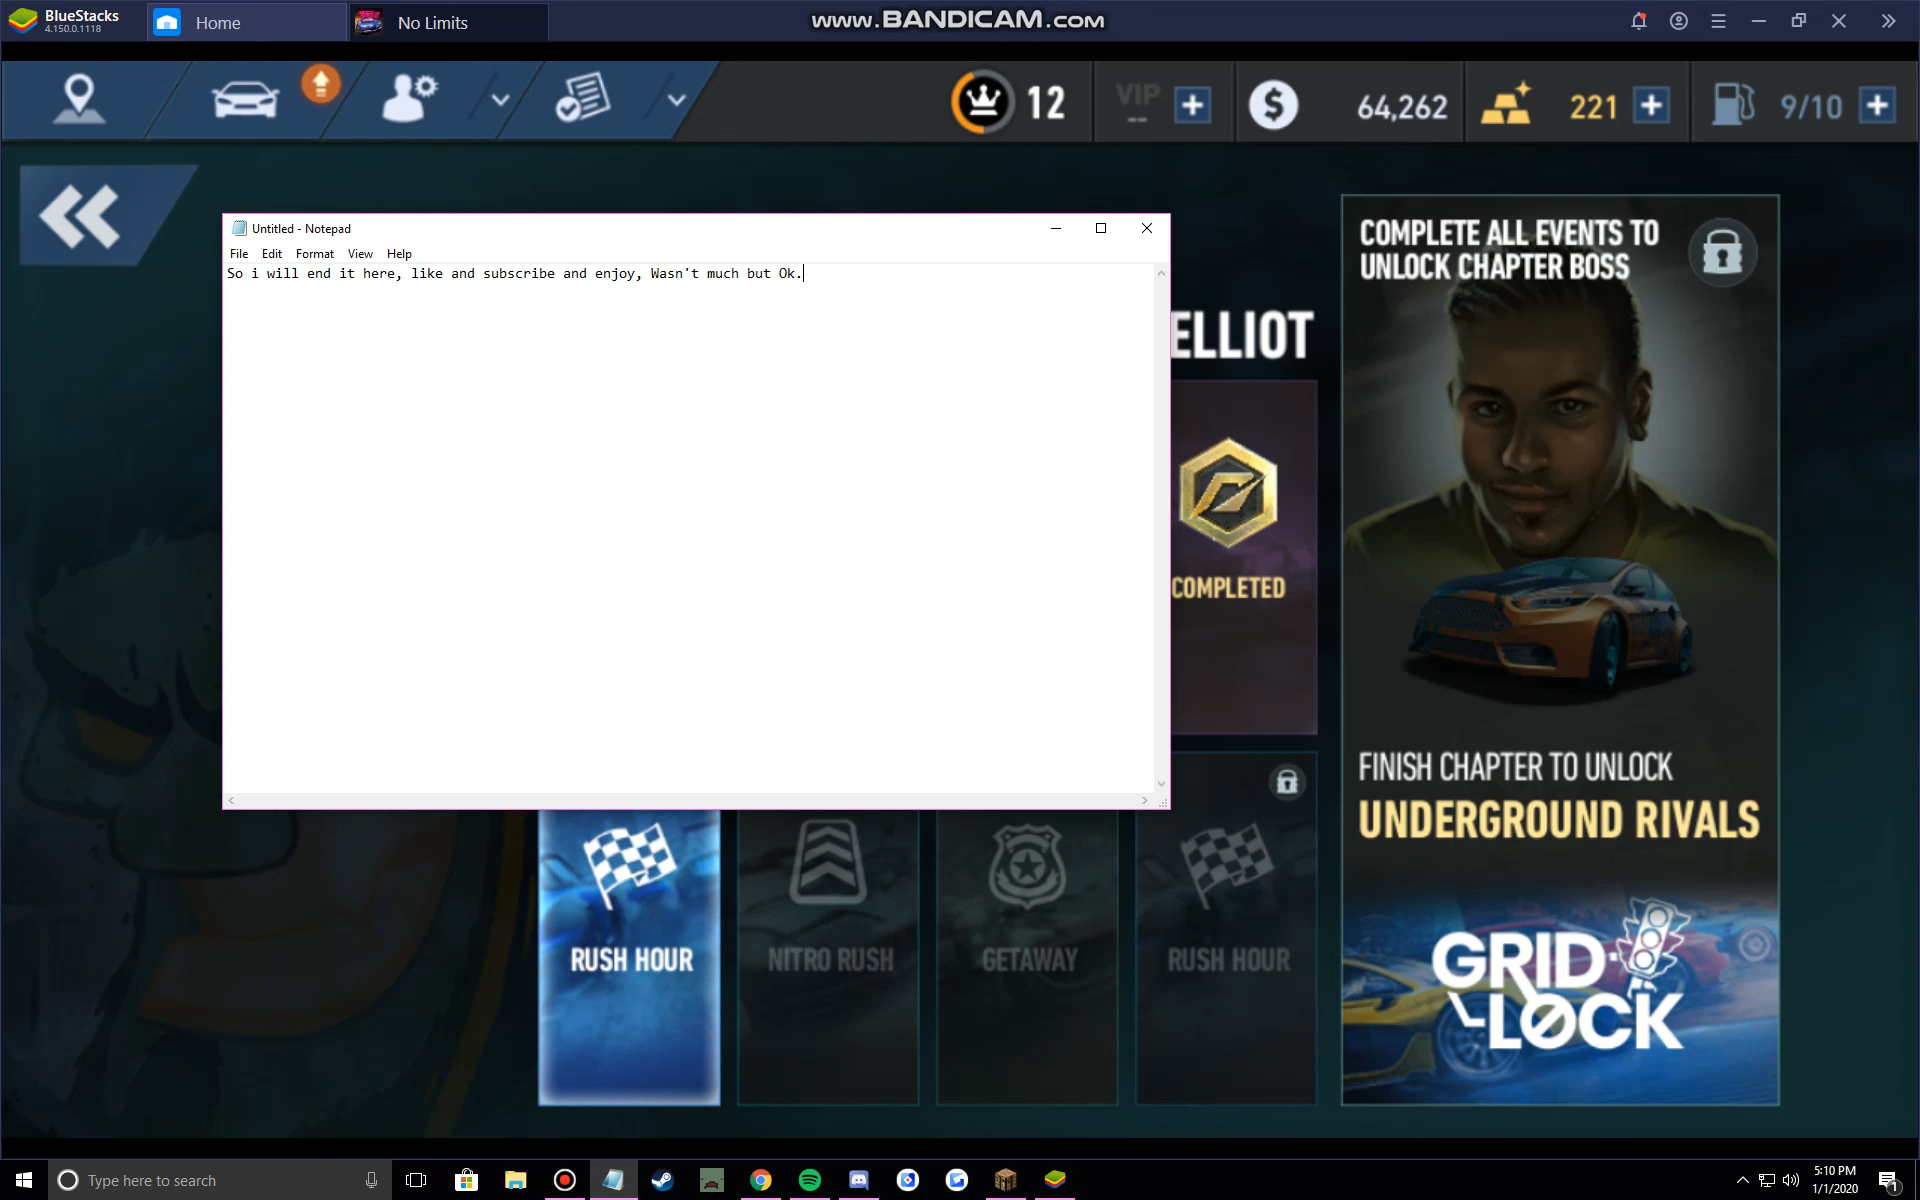 BlueStacks
4.150.0.1118
Home
No Limits
www.BANDICAM.com
12
VIP
--
64,262
221
9/10
Untitled - Notepad
File Edit Format View Help
So i will end it here, like and subscribe and enjoy, Wasn't much but Ok.
ELLIOT
COMPLETED
COMPLETE ALL EVENTS TO
UNLOCK CHAPTER BOSS
FINISH CHAPTER TO UNLOCK
UNDERGROUND RIVALS
GRID-
-LOCK
RUSH HOUR
NITRO RUSH
GETAWAY
RUSH HOUR
Type here to search
5:10 PM
1/1/2020
1